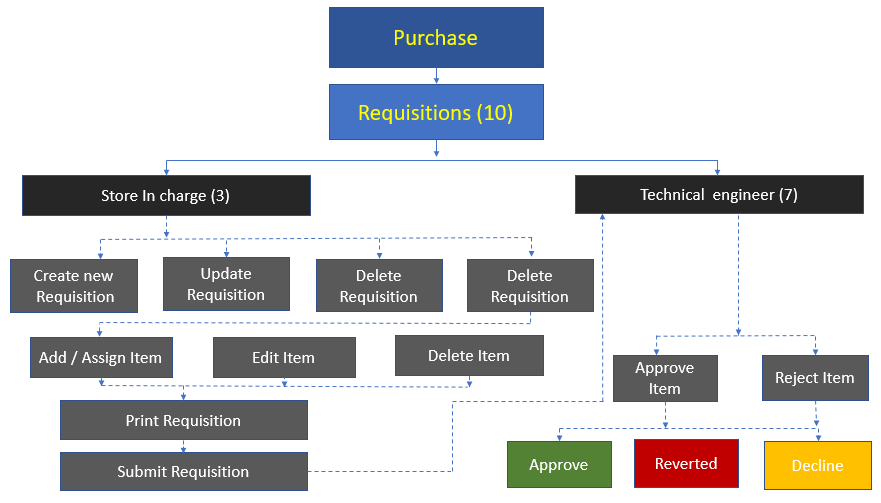 Purchase
Requisitions (10)
Store In charge (3)
Technical engineer (7)
Create new
Requisition
Update
Requisition
Delete
Requisition
Delete
Requisition
Add / Assign Item
Edit Item
Delete Item
Approve
Item
Reject Item
Print Requisition
Submit Requisition
Approve
Reverted
Decline